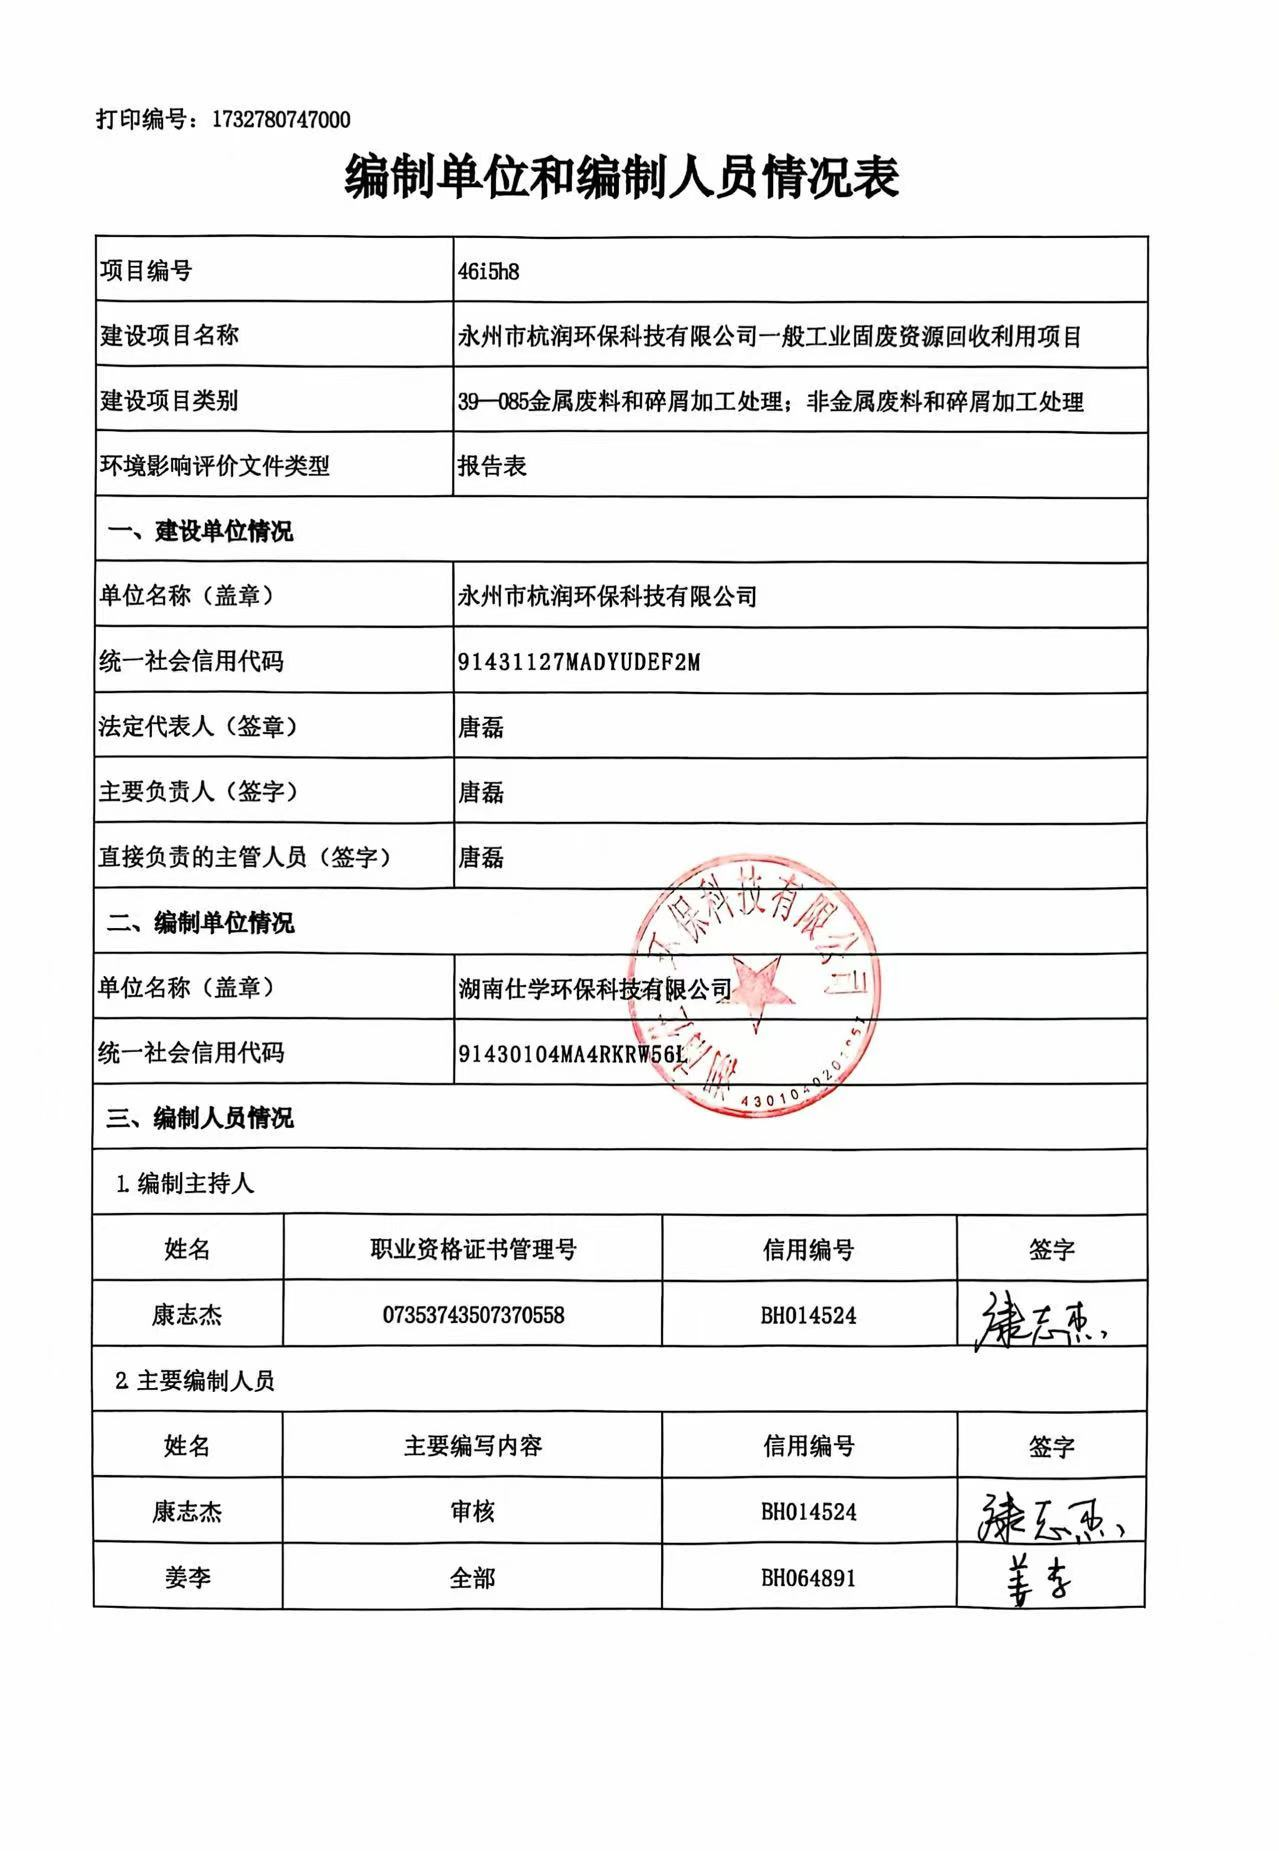 打印编号：1732780747000
编制单位和编制人员情况表
项目编号 46i5h8
建设项目名称 永州市杭润环保科技有限公司一般工业固废资源回收利用项目
建设项目类别 39—085金属废料和碎屑加工处理；非金属废料和碎屑加工处理
环境影响评价文件类型 报告表
一、建设单位情况
单位名称（盖章） 永州市杭润环保科技有限公司
统一社会信用代码 91431127MADYUDEF2M
法定代表人（签章） 唐磊
主要负责人（签字） 唐磊
直接负责的主管人员（签字） 唐磊
二、编制单位情况
单位名称（盖章） 湖南仕学环保科技有限公司
统一社会信用代码 91430104MA4RKRW56L
环保科技有限公司
三、编制人员情况
1.编制主持人
姓名 职业资格证书管理号 信用编号 签字
康志杰 07353743507370558 BH014524 康志杰
2.主要编制人员
姓名 主要编写内容 信用编号 签字
康志杰 审核 BH014524 康志杰
姜李 全部 BH064891 姜李